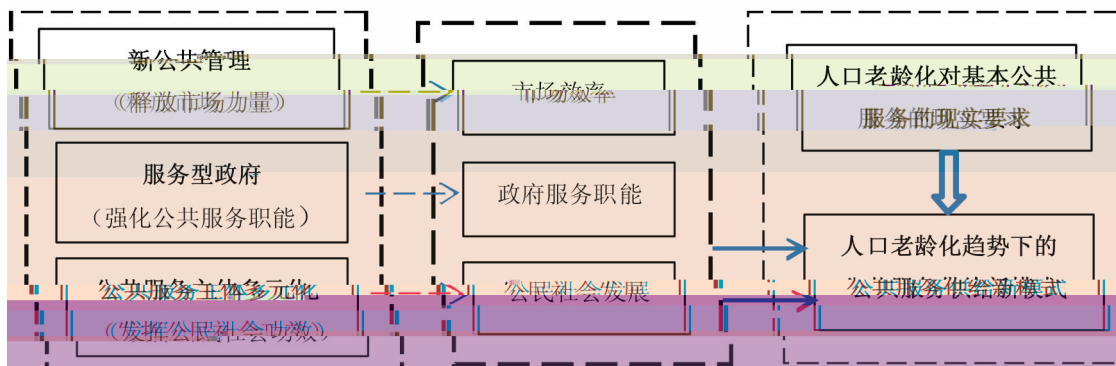 新公共管理
（释放市场力量）
服务型政府
（强化公共服务职能）
公共服务主体多元化
（发挥公民社会功效）
市场效率
政府服务职能
公民社会发展
人口老龄化对基本公共
服务的现实要求
人口老龄化趋势下的
公共服务供给新模式